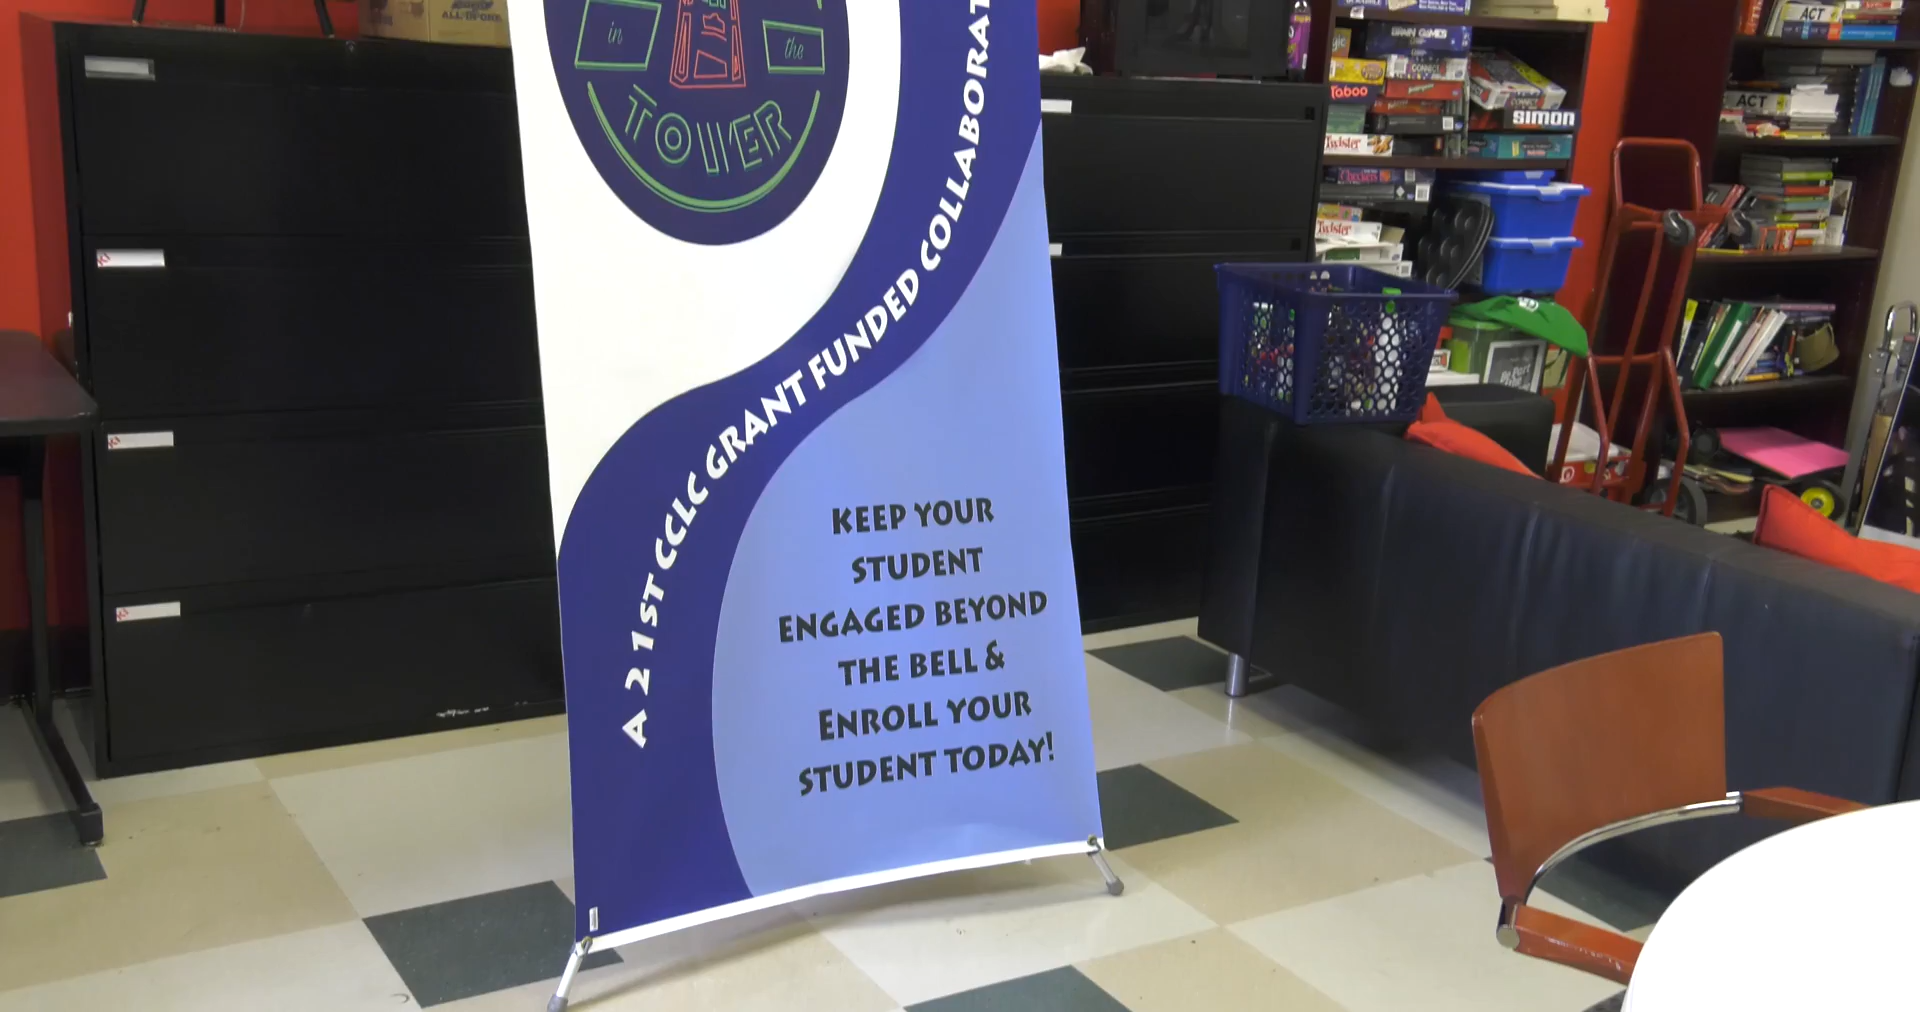 in
the
TOWER
A 21ST CCLC GRANT FUNDED COLLABORAT
KEEP YOUR
STUDENT
ENGAGED BEYOND
THE BELL &
ENROLL YOUR
STUDENT TODAY!
BRAIN GAMES
CONNECT
Taboo
SIMON
Twister
Checkers
Twister
ACT
ACT